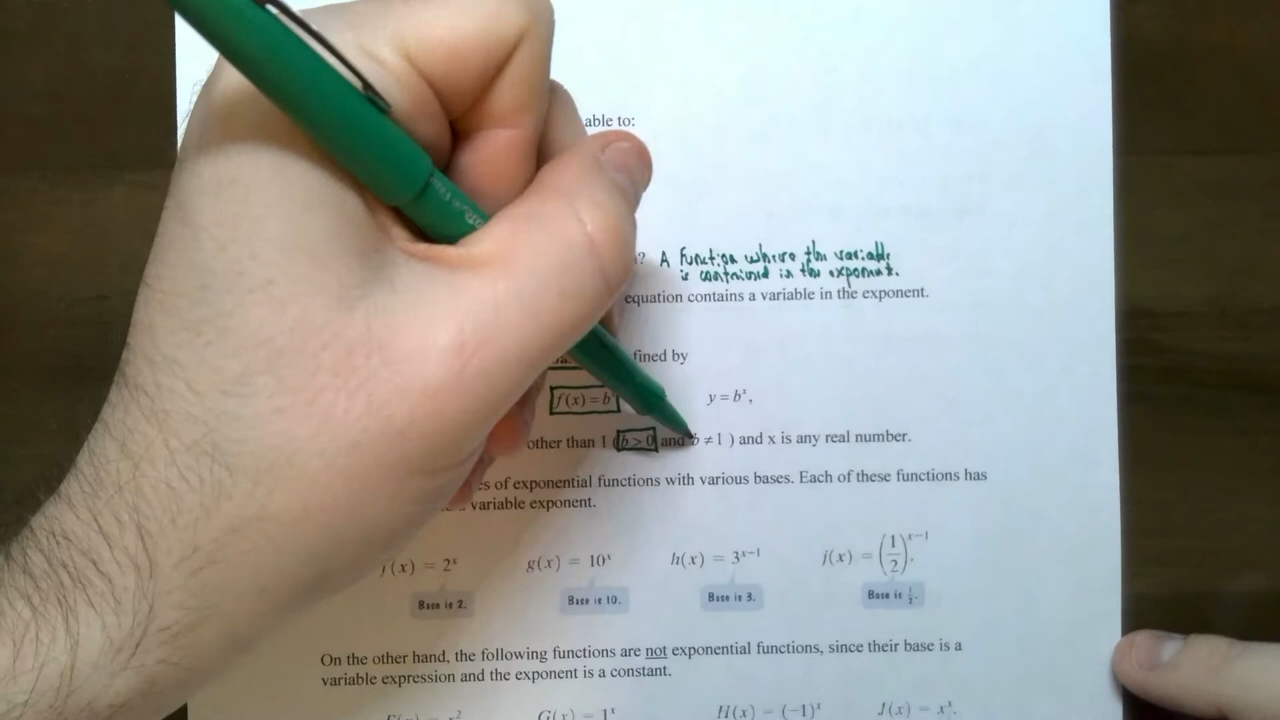 able to:
? A function where the variable
is contained in the exponent.
equation contains a variable in the exponent.
fined by
f(x) = b
y = bˣ,
other than 1 (b > 0 and b ≠ 1 ) and x is any real number.
es of exponential functions with various bases. Each of these functions has
variable exponent.
f(x) = 2ˣ g(x) = 10ˣ h(x) = 3ˣ⁻¹ j(x) = (1/2)ˣ⁻¹.
Base is 2. Base is 10. Base is 3. Base is 1/2.
On the other hand, the following functions are not exponential functions, since their base is a
variable expression and the exponent is a constant.
F(x) = x² G(x) = 1ˣ H(x) = (−1)ˣ J(x) = xˣ.